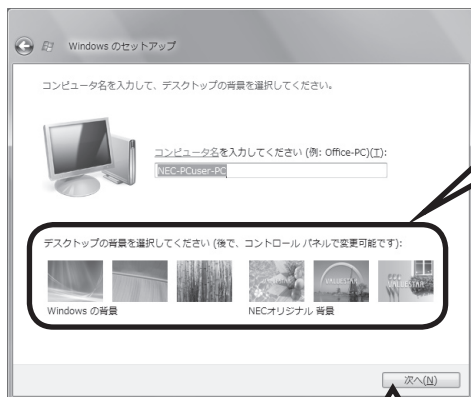 Windows のセットアップ
コンピュータ名を入力して、デスクトップの背景を選択してください。
コンピュータ名を入力してください (例: Office-PC)(T):
NEC-PCuser-PC
デスクトップの背景を選択してください (後で、コントロール パネルで変更可能です):
VALUESTAR
VALUESTAR
VALUESTAR
Windows の背景
NECオリジナル 背景
次へ(N)